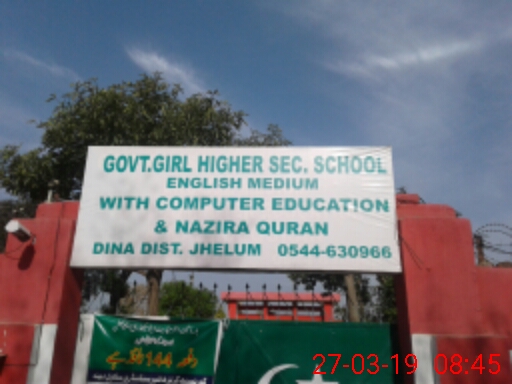 GOVT.GIRL HIGHER SEC. SCHOOL
ENGLISH MEDIUM
WITH COMPUTER EDUCATION
& NAZIRA QURAN
DINA DIST. JHELUM 0544-630966
144
27-03-19 08:45